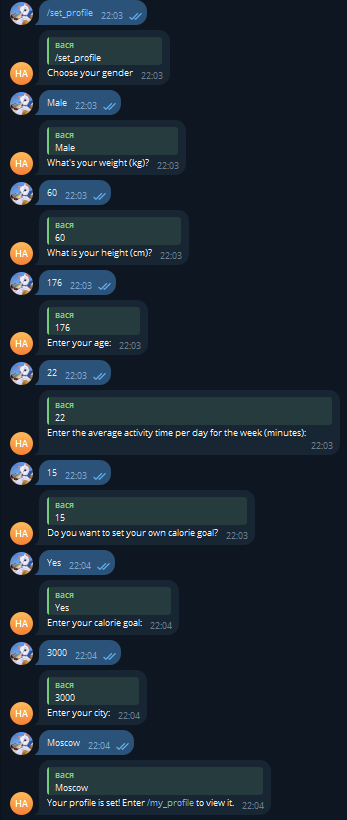 /set_profile 22:03
вася
/set_profile
HA
Choose your gender 22:03
Male 22:03
вася
Male
HA
What's your weight (kg)? 22:03
60 22:03
вася
60
HA
What is your height (cm)? 22:03
176 22:03
вася
176
HA
Enter your age: 22:03
22 22:03
вася
22
HA
Enter the average activity time per day for the week (minutes):
22:03
15 22:03
вася
15
HA
Do you want to set your own calorie goal? 22:03
Yes 22:04
вася
Yes
HA
Enter your calorie goal: 22:04
3000 22:04
вася
3000
HA
Enter your city: 22:04
Moscow 22:04
вася
Moscow
HA
Your profile is set! Enter /my_profile to view it. 22:04